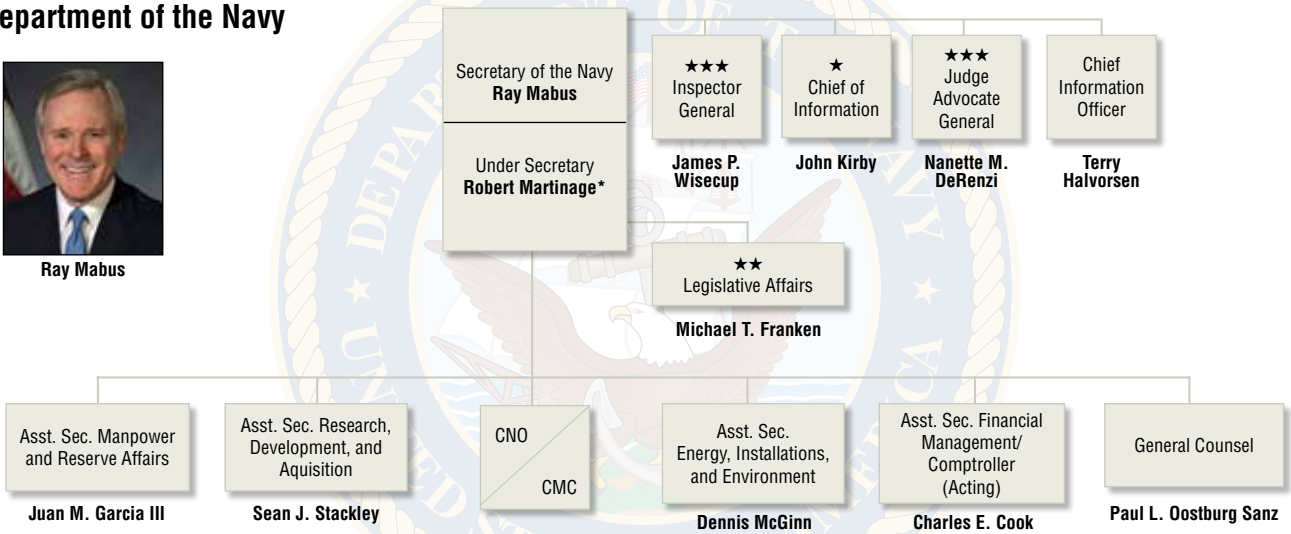 epartment of the Navy
Ray Mabus
Secretary of the Navy
Ray Mabus
Under Secretary
Robert Martinage*
★★★
Inspector
General
James P.
Wisecup
★
Chief of
Information
John Kirby
★★★
Judge
Advocate
General
Nanette M.
DeRenzi
Chief
Information
Officer
Terry
Halvorsen
★★
Legislative Affairs
Michael T. Franken
Asst. Sec. Manpower
and Reserve Affairs
Juan M. Garcia III
Asst. Sec. Research,
Development, and
Aquisition
Sean J. Stackley
CNO
CMC
Asst. Sec.
Energy, Installations,
and Environment
Dennis McGinn
Asst. Sec. Financial
Management/
Comptroller
(Acting)
Charles E. Cook
General Counsel
Paul L. Oostburg Sanz